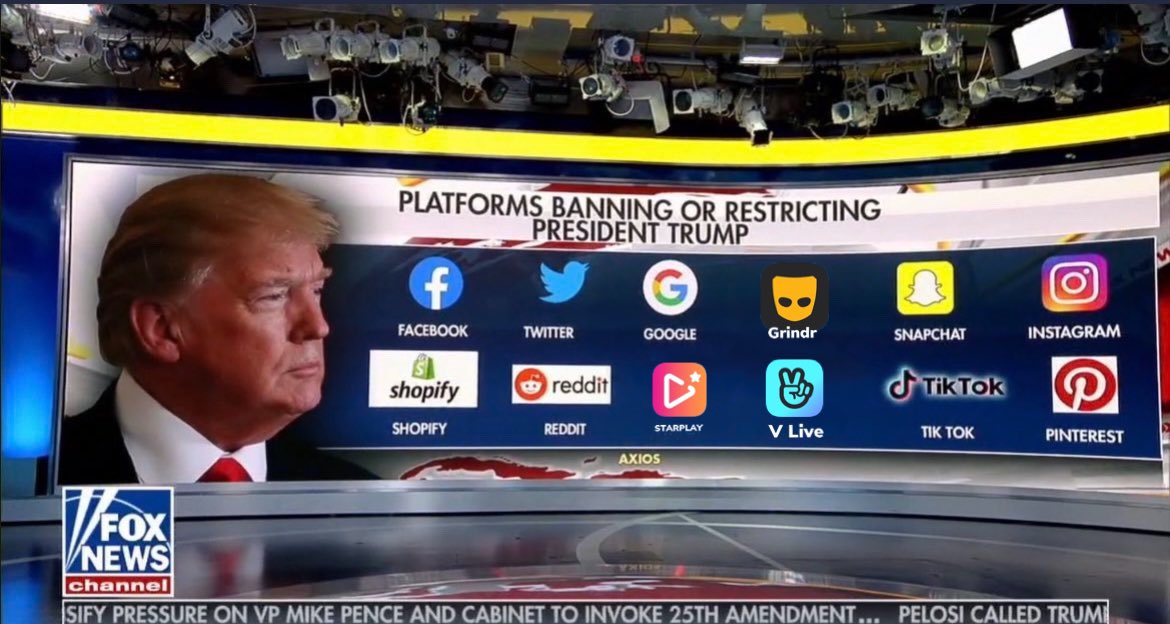 PLATFORMS BANNING OR RESTRICTING
PRESIDENT TRUMP
FACEBOOK
TWITTER
GOOGLE
Grindr
SNAPCHAT
INSTAGRAM
shopify
reddit
TikTok
SHOPIFY
REDDIT
STARPLAY
V Live
TIK TOK
PINTEREST
AXIOS
FOX
NEWS
channel
SIFY PRESSURE ON VP MIKE PENCE AND CABINET TO INVOKE 25TH AMENDMENT... PELOSI CALLED TRUM